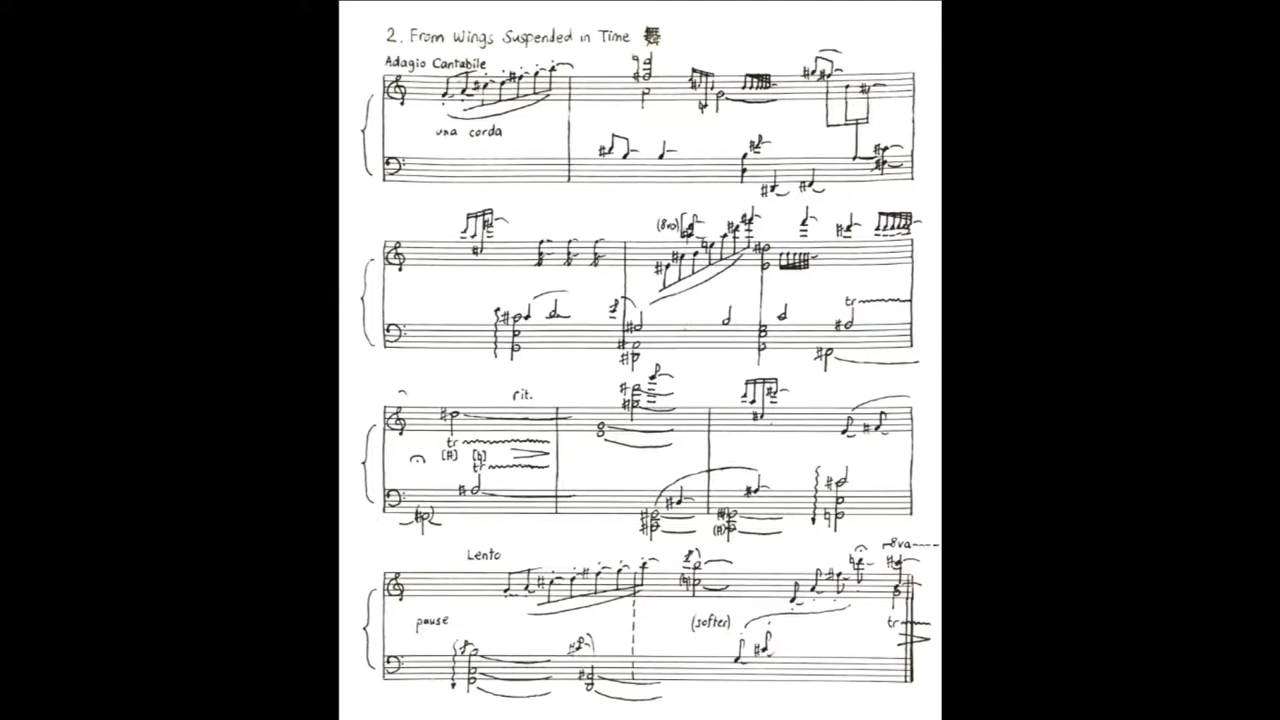 2. From Wings Suspended in Time
Adagio Cantabile
una corda
(8va)
tr
rit.
tr
[#] [♮]
tr
Lento
8va
pause
(softer)
tr